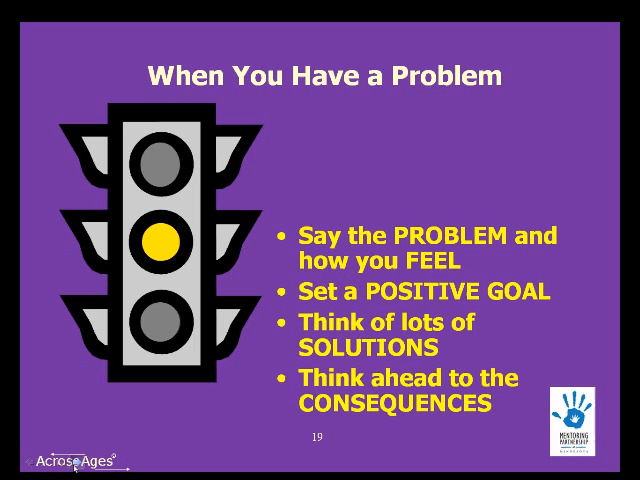 When You Have a Problem
• Say the PROBLEM and
how you FEEL
• Set a POSITIVE GOAL
• Think of lots of
SOLUTIONS
• Think ahead to the
CONSEQUENCES
19
MENTORING
PARTNERSHIP
MINNESOTA
Across Ages